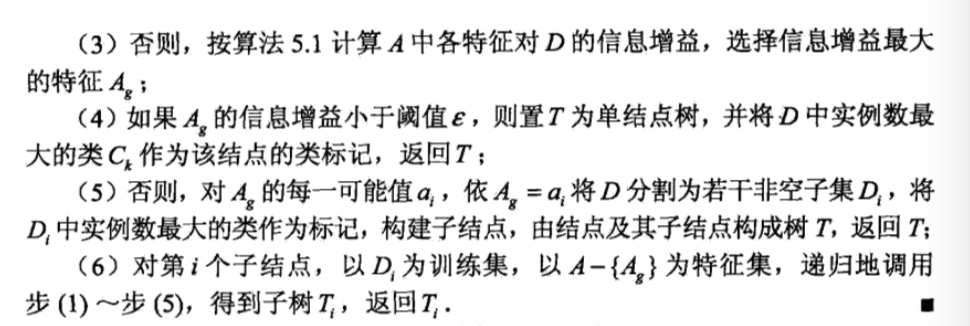 （3）否则，按算法 5.1 计算 A 中各特征对 D 的信息增益，选择信息增益最大
的特征 A_g；
（4）如果 A_g 的信息增益小于阈值 ε，则置 T 为单结点树，并将 D 中实例数最
大的类 C_k 作为该结点的类标记，返回 T；
（5）否则，对 A_g 的每一可能值 a_i，依 A_g = a_i 将 D 分割为若干非空子集 D_i，将
D_i 中实例数最大的类作为标记，构建子结点，由结点及其子结点构成树 T，返回 T；
（6）对第 i 个子结点，以 D_i 为训练集，以 A−{A_g} 为特征集，递归地调用
步 (1)～步 (5)，得到子树 T_i，返回 T_i．